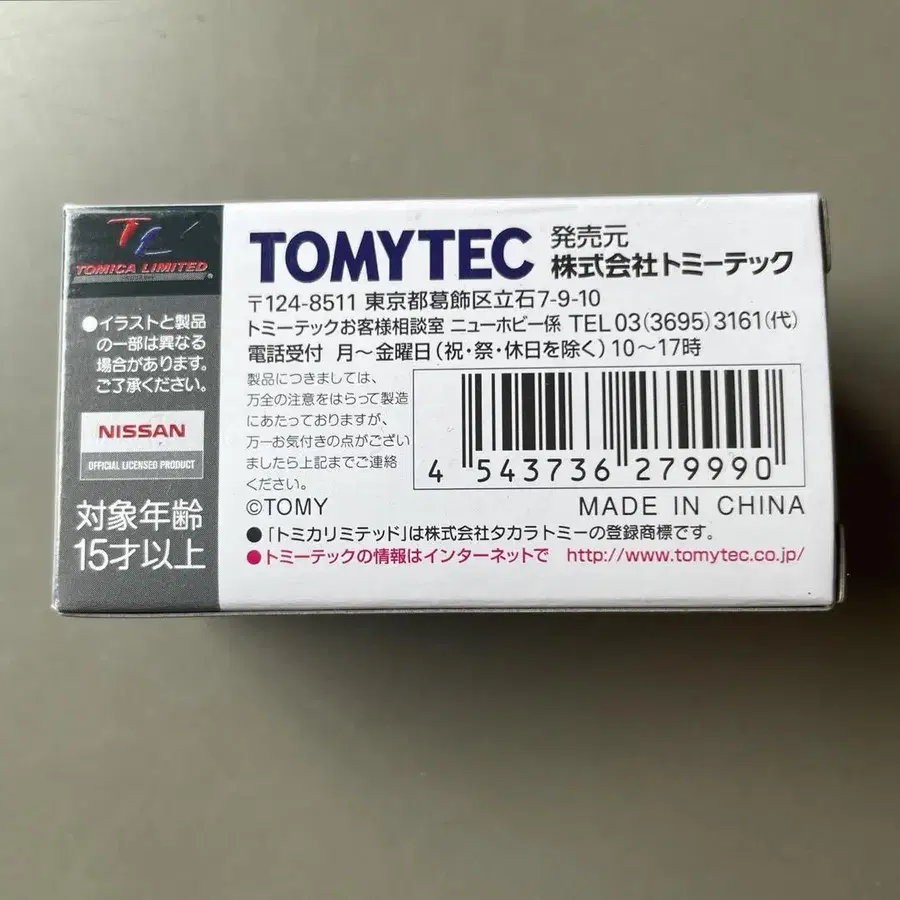 TL
TOMICA LIMITED
●イラストと製品
の一部は異なる
場合があります。
ご了承ください。
NISSAN
OFFICIAL LICENSED PRODUCT
対象年齢
15才以上
TOMYTEC 発売元
株式会社トミーテック
〒124-8511 東京都葛飾区立石7-9-10
トミーテックお客様相談室 ニューホビー係 TEL 03(3695)3161(代)
電話受付 月~金曜日(祝・祭・休日を除く)10~17時
製品につきましては、
万全の注意をはらって製造
にあたっておりますが、
万一お気付きの点がござい
ましたら上記までご連絡
ください。
4 543736 279990
©TOMY MADE IN CHINA
●「トミカリミテッド」は株式会社タカラトミーの登録商標です。
●トミーテックの情報はインターネットで http://www.tomytec.co.jp/